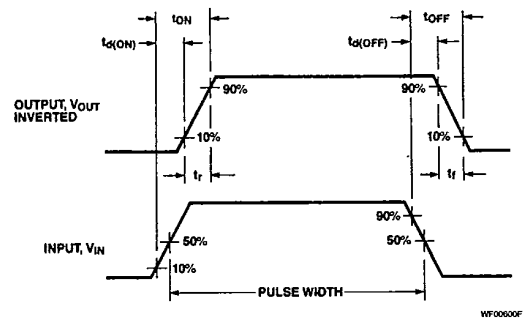 tON
tOFF
td(ON)
td(OFF)
90%
90%
OUTPUT, VOUT
INVERTED
10%
10%
tr
tf
90%
50%
50%
INPUT, VIN
10%
PULSE WIDTH
WF00600F